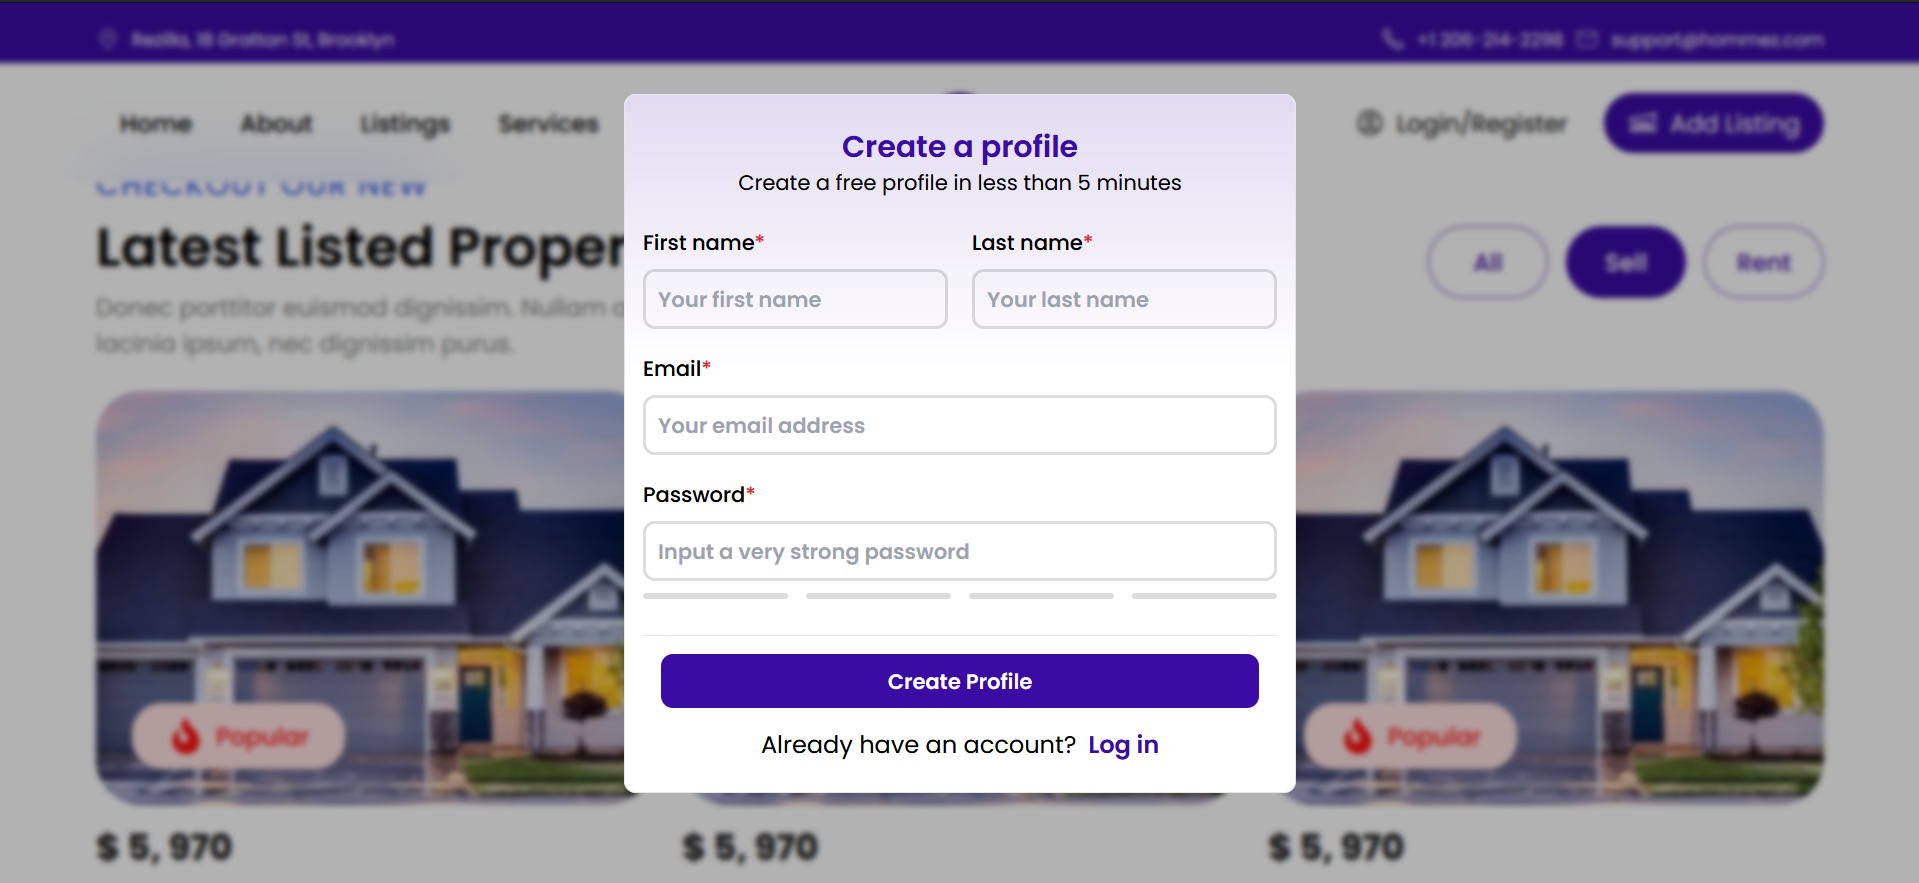 Rezilla, 18 Grattan St, Brooklyn
+1 206-214-2298
support@hommez.com
Home
About
Listings
Services
Login/Register
Add Listing
CHECKOUT OUR NEW
Latest Listed Proper
All
Sell
Rent
Donec porttitor euismod dignissim. Nullam
lacinia ipsum, nec dignissim purus.
Create a profile
Create a free profile in less than 5 minutes
First name*
Last name*
Your first name
Your last name
Email*
Your email address
Password*
Input a very strong password
Create Profile
Already have an account? Log in
Popular
Popular
$ 5, 970
$ 5, 970
$ 5, 970